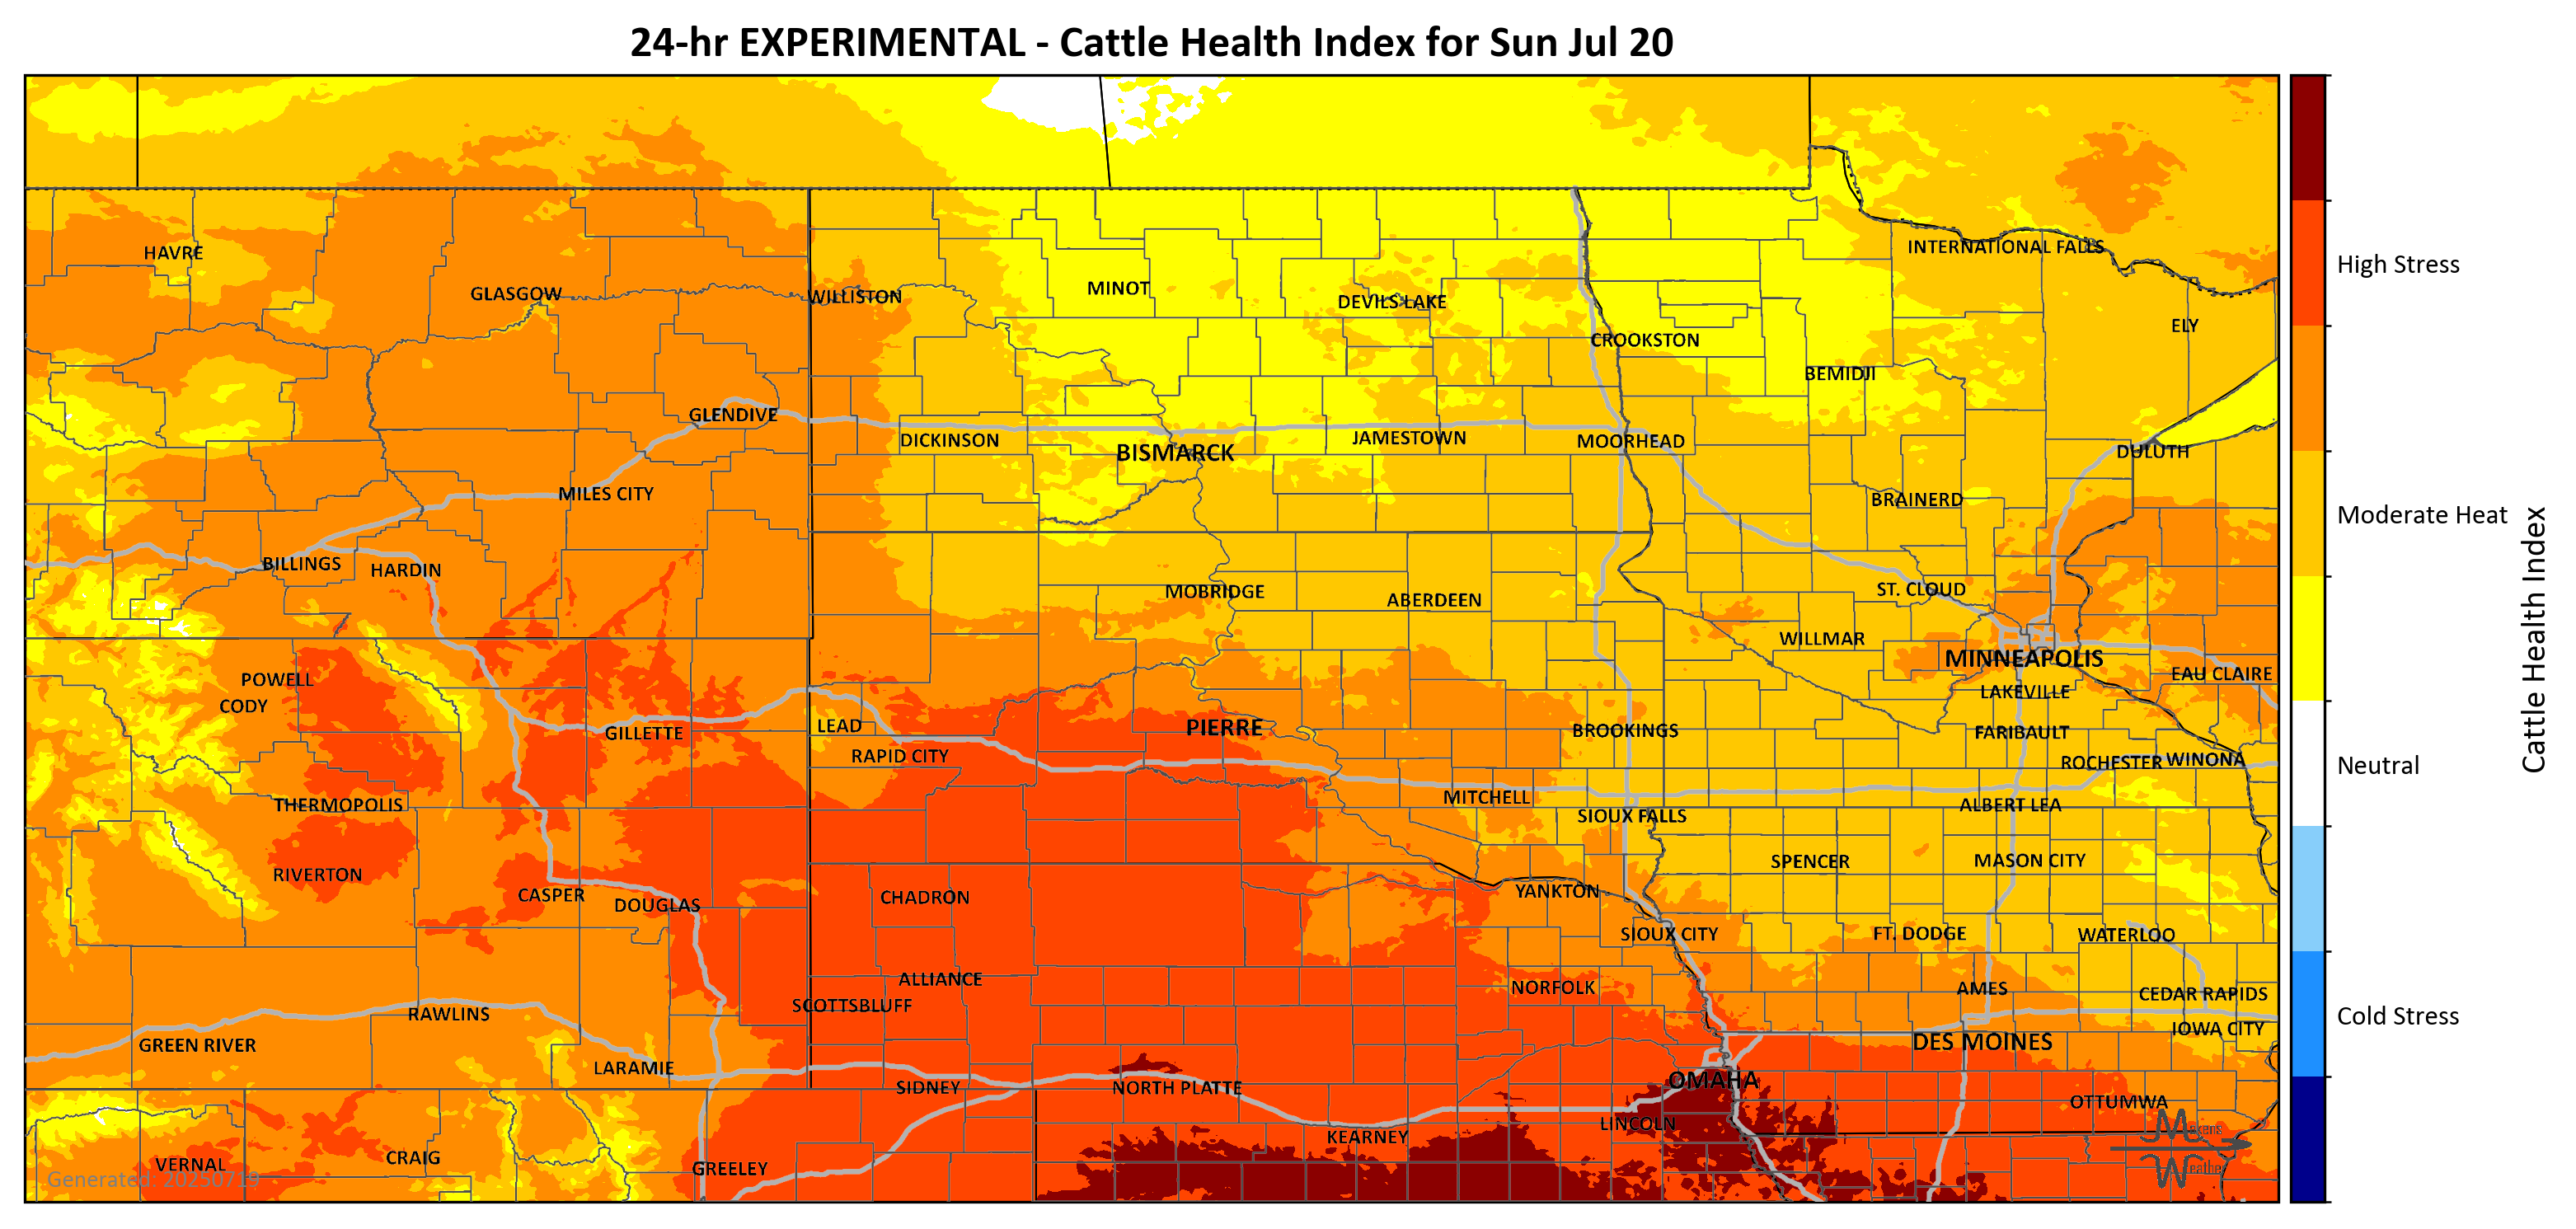 24-hr EXPERIMENTAL - Cattle Health Index for Sun Jul 20
HAVRE
INTERNATIONAL FALLS
High Stress
MINOT
GLASGOW
WILLISTON
DEVILS LAKE
ELY
CROOKSTON
BEMIDJI
GLENDIVE
DICKINSON
JAMESTOWN
MOORHEAD
BISMARCK
DULUTH
MILES CITY
BRAINERD
Moderate Heat
BILLINGS
HARDIN
MOBRIDGE
ABERDEEN
ST. CLOUD
Cattle Health Index
WILLMAR
MINNEAPOLIS
POWELL
EAU CLAIRE
CODY
LAKEVILLE
LEAD
PIERRE
GILLETTE
BROOKINGS
FARIBAULT
RAPID CITY
ROCHESTER
WINONA
Neutral
MITCHELL
THERMOPOLIS
ALBERT LEA
SIOUX FALLS
SPENCER
MASON CITY
RIVERTON
CASPER
CHADRON
YANKTON
DOUGLAS
SIOUX CITY
FT. DODGE
WATERLOO
ALLIANCE
NORFOLK
AMES
CEDAR RAPIDS
SCOTTSBLUFF
RAWLINS
Cold Stress
IOWA CITY
GREEN RIVER
DES MOINES
LARAMIE
OMAHA
SIDNEY
NORTH PLATTE
OTTUMWA
LINCOLN
KEARNEY
Makens
Weather
VERNAL
CRAIG
GREELEY
Generated: 20250719